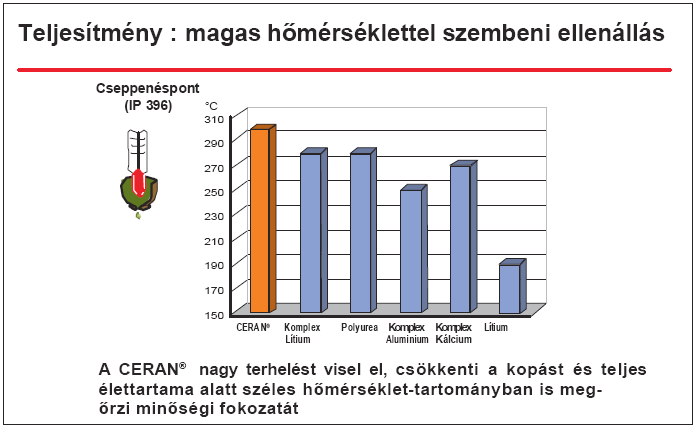 Teljesítmény : magas hőmérséklettel szembeni ellenállás
Cseppenéspont
(IP 396)
°C
310
290
270
250
230
210
190
170
150
CERAN® Komplex Polyurea Komplex Komplex Lítium
Lítium Aluminium Kálcium
A CERAN® nagy terhelést visel el, csökkenti a kopást és teljes
élettartama alatt széles hőmérséklet-tartományban is meg-
őrzi minőségi fokozatát